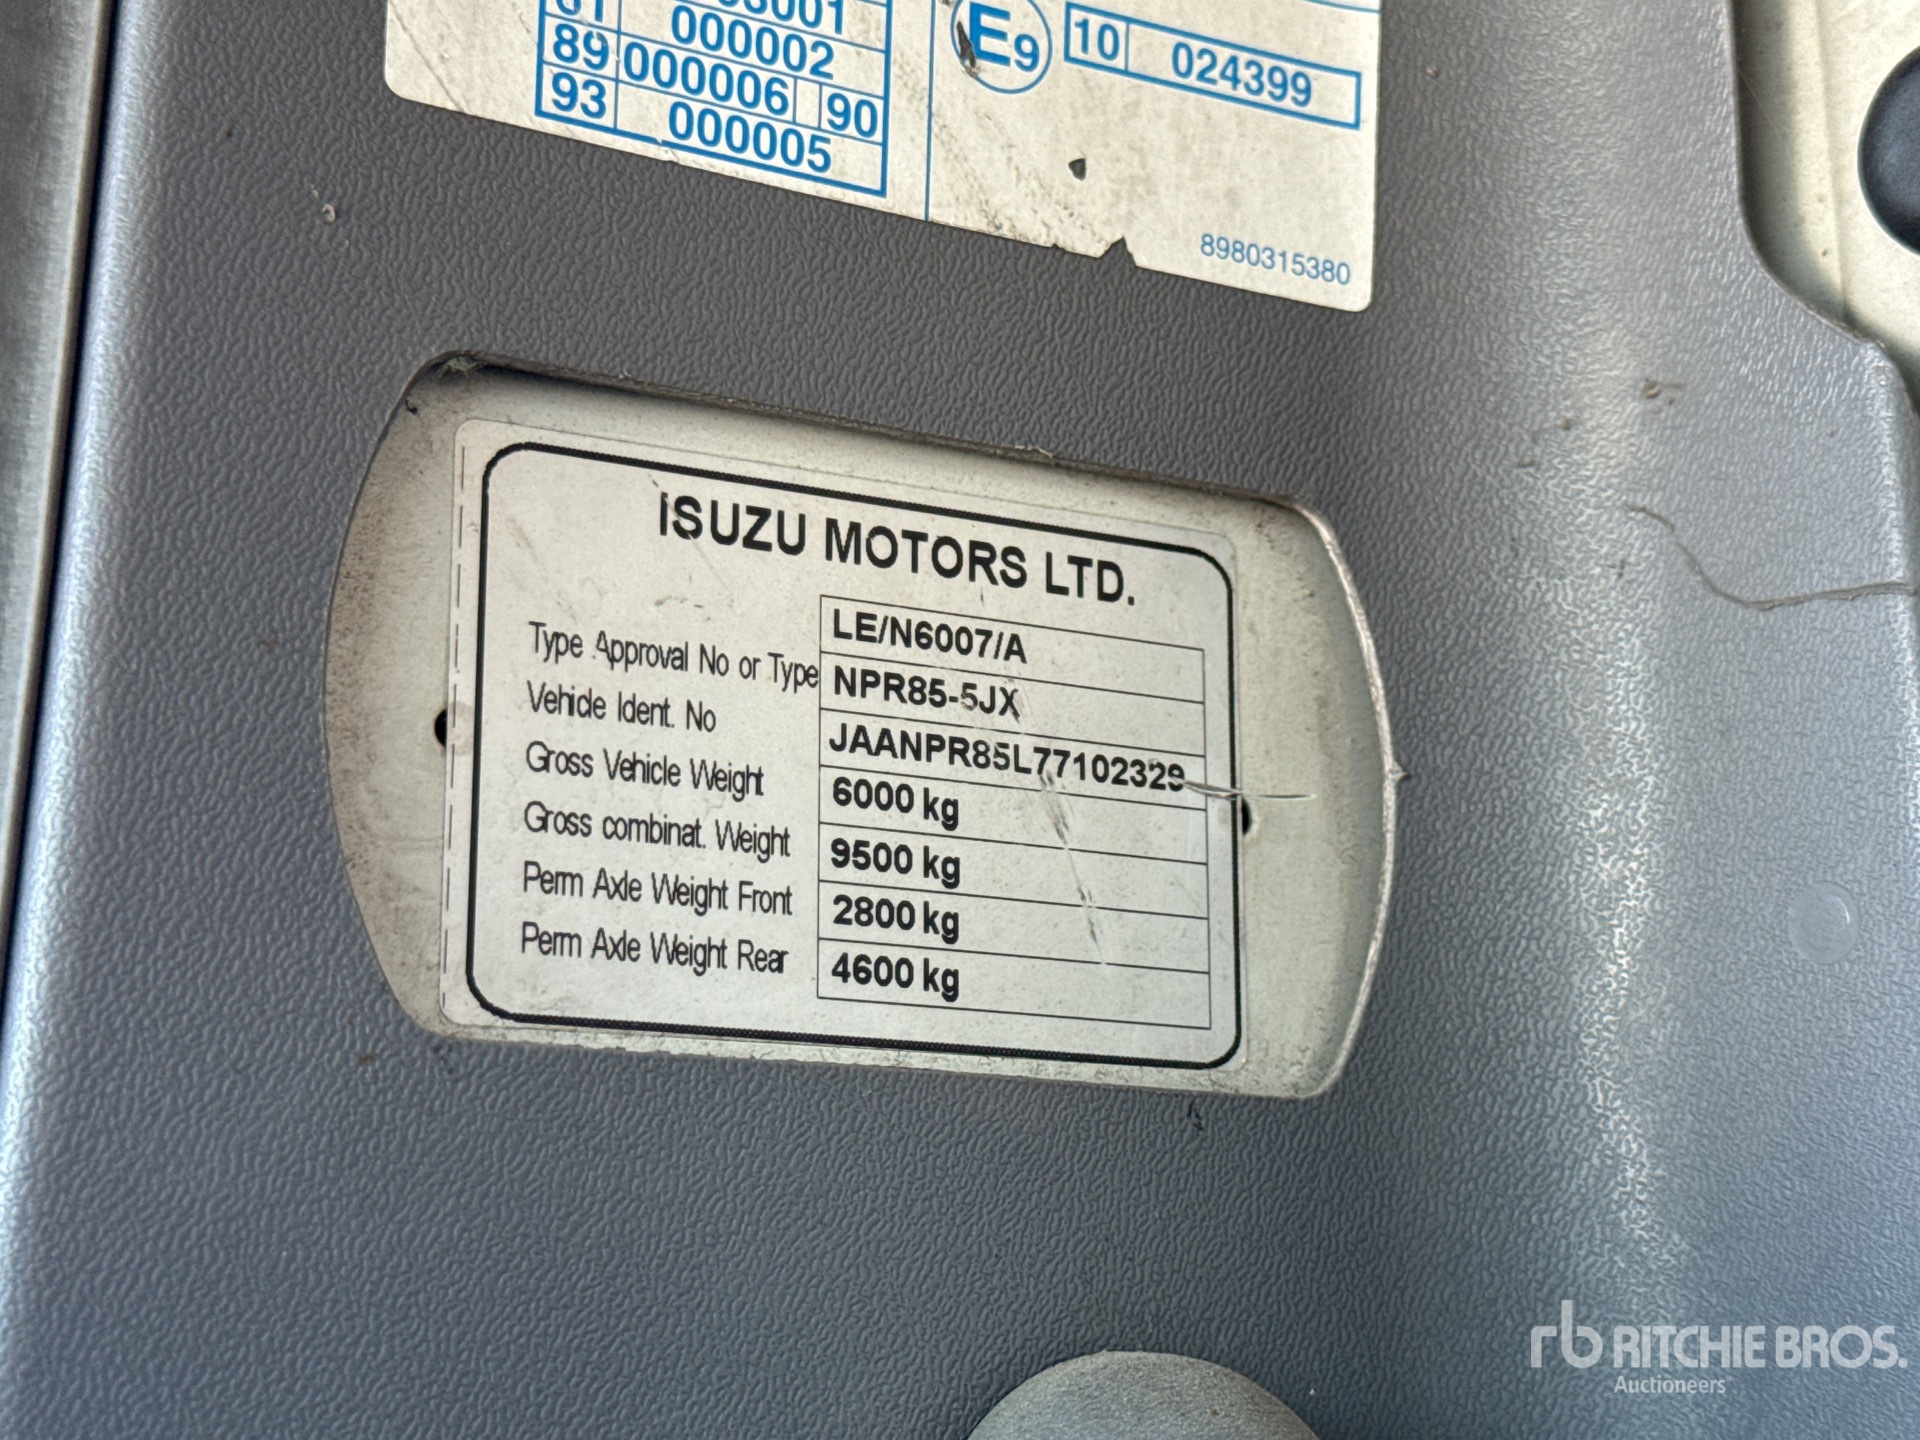 000002
89 000006 90
93 000005
E9 10 024399
8980315380
ISUZU MOTORS LTD.
LE/N6007/A
Type Approval No or Type NPR85-5JX
Vehicle Ident. No JAANPR85L77102329
Gross Vehicle Weight 6000 kg
Gross combinat. Weight 9500 kg
Perm Axle Weight Front 2800 kg
Perm Axle Weight Rear 4600 kg
rb RITCHIE BROS.
Auctioneers